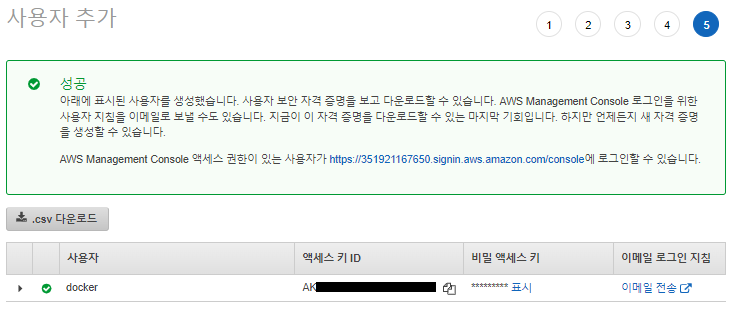 사용자 추가
1 2 3 4 5
성공
아래에 표시된 사용자를 생성했습니다. 사용자 보안 자격 증명을 보고 다운로드할 수 있습니다. AWS Management Console 로그인을 위한
사용자 지침을 이메일로 보낼 수도 있습니다. 지금이 이 자격 증명을 다운로드할 수 있는 마지막 기회입니다. 하지만 언제든지 새 자격 증명
을 생성할 수 있습니다.
AWS Management Console 액세스 권한이 있는 사용자가 https://351921167650.signin.aws.amazon.com/console에 로그인할 수 있습니다.
.csv 다운로드
사용자 액세스 키 ID 비밀 액세스 키 이메일 로그인 지침
docker AK ********* 표시 이메일 전송